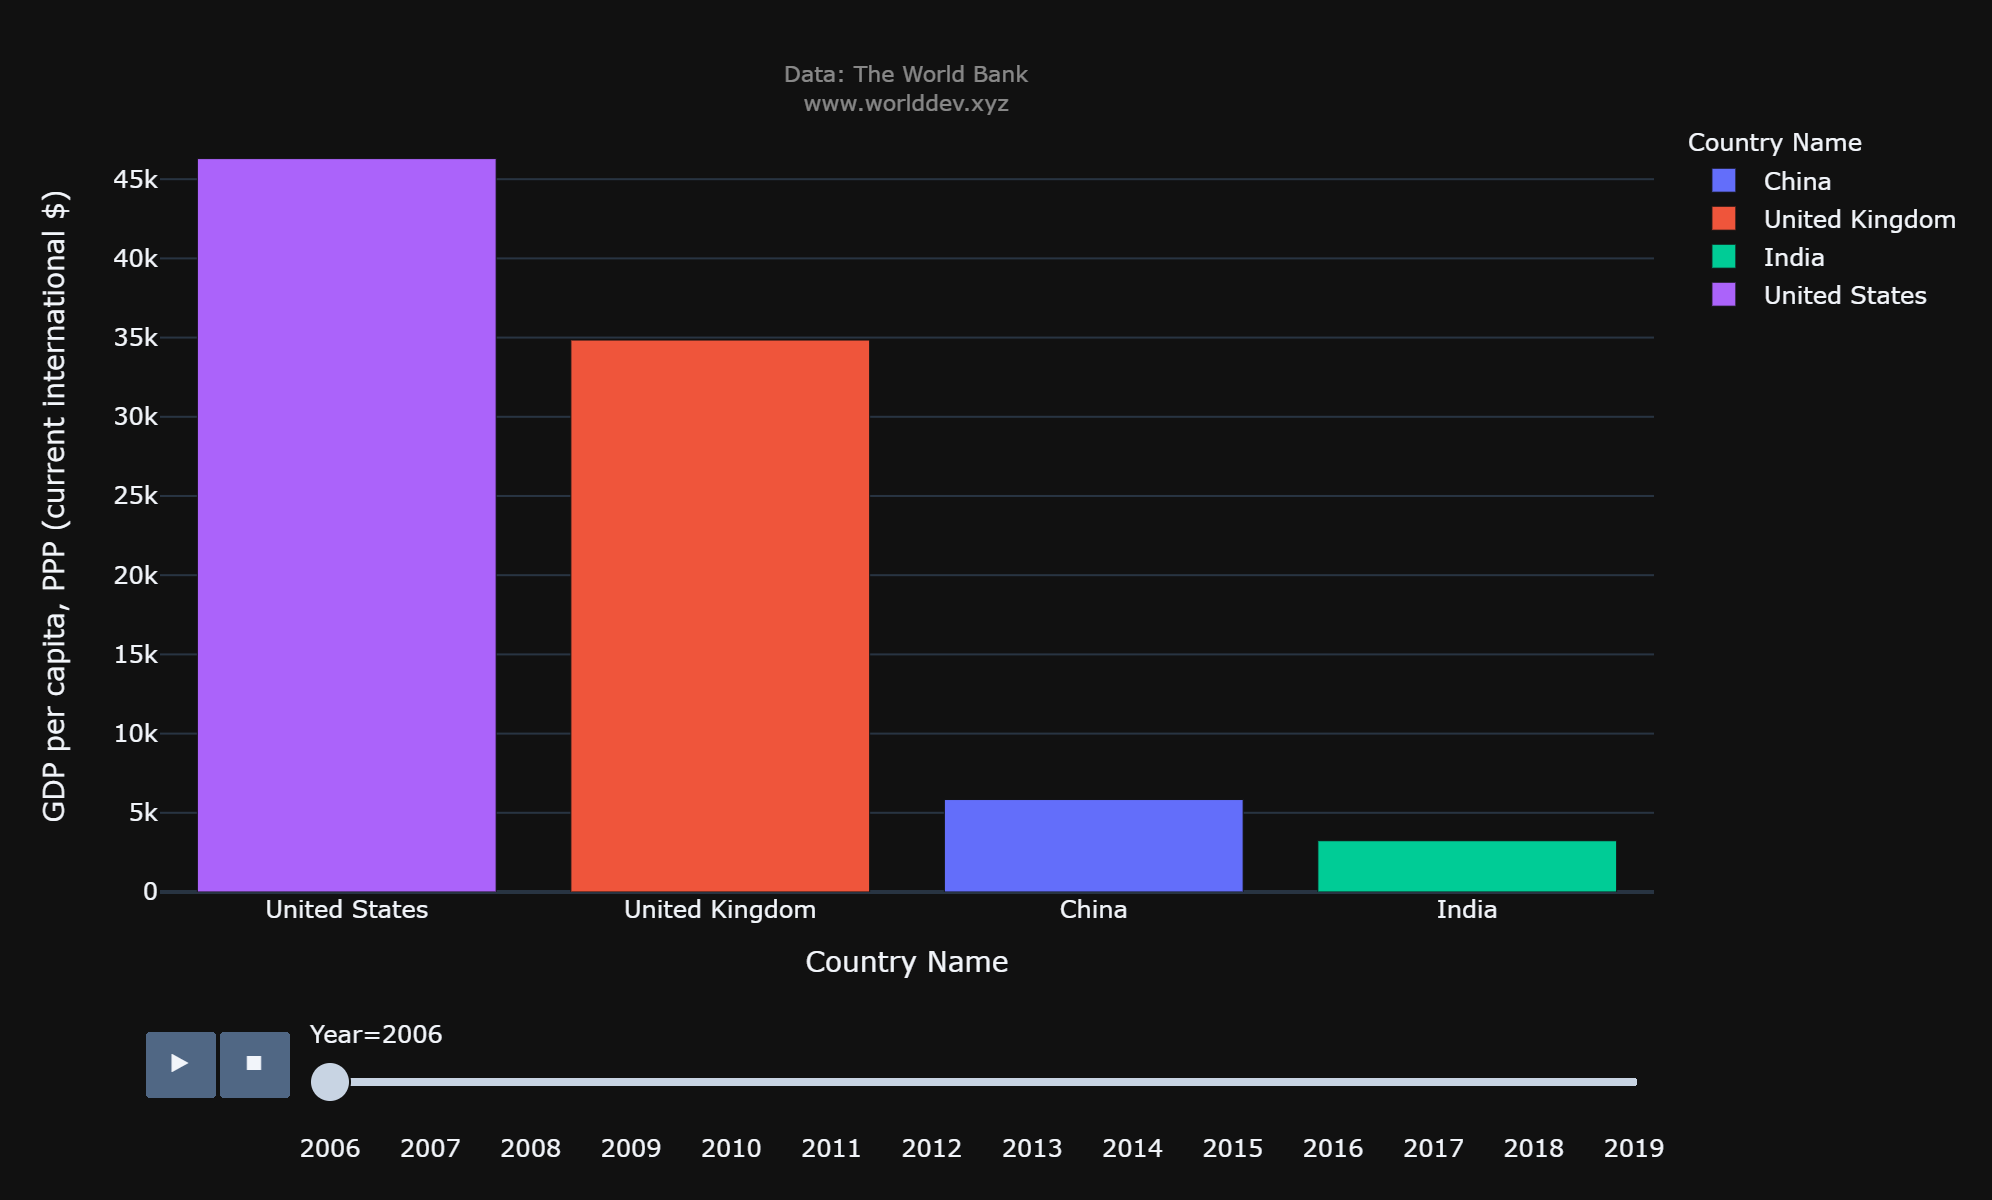 Data: The World Bank
www.worlddev.xyz
GDP per capita, PPP (current international $)
45k
40k
35k
30k
25k
20k
15k
10k
5k
0
United States
United Kingdom
China
India
Country Name
Country Name
China
United Kingdom
India
United States
Year=2006
2006 2007 2008 2009 2010 2011 2012 2013 2014 2015 2016 2017 2018 2019